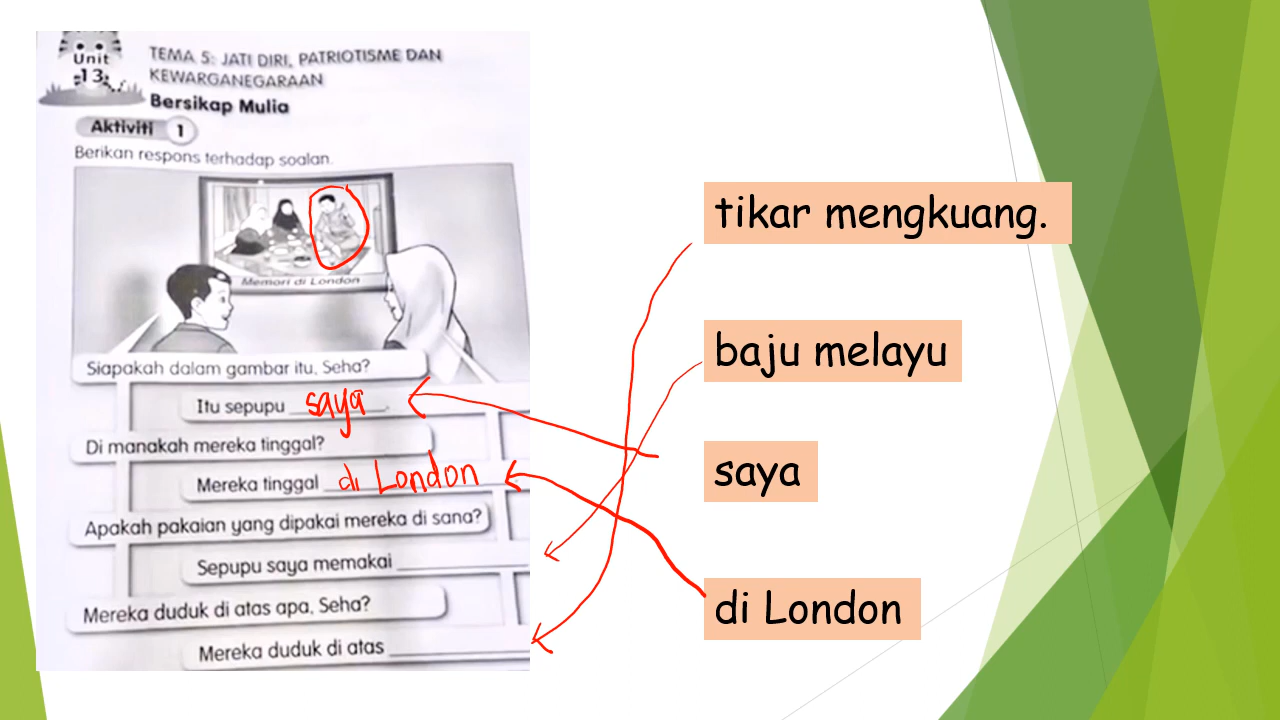 Unit
13
TEMA 5: JATI DIRI, PATRIOTISME DAN
KEWARGANEGARAAN
Bersikap Mulia
Aktiviti 1
Berikan respons terhadap soalan.
Memori di London
Siapakah dalam gambar itu, Seha?
Itu sepupu saya
Di manakah mereka tinggal?
Mereka tinggal di London
Apakah pakaian yang dipakai mereka di sana?
Sepupu saya memakai
Mereka duduk di atas apa, Seha?
Mereka duduk di atas
tikar mengkuang.
baju melayu
saya
di London